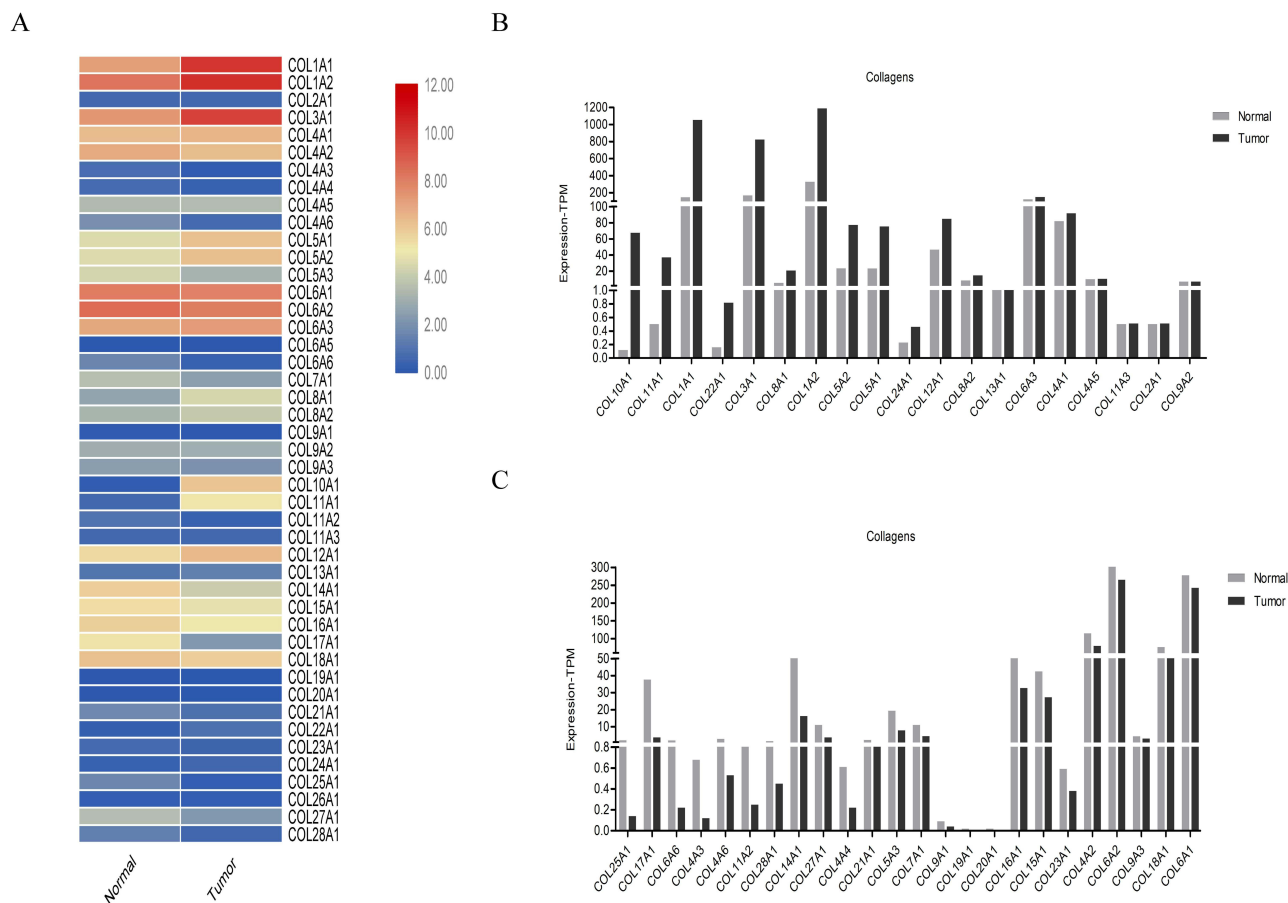 A
COL1A1
COL1A2
COL2A1
COL3A1
COL4A1
COL4A2
COL4A3
COL4A4
COL4A5
COL4A6
COL5A1
COL5A2
COL5A3
COL6A1
COL6A2
COL6A3
COL6A5
COL6A6
COL7A1
COL8A1
COL8A2
COL9A1
COL9A2
COL9A3
COL10A1
COL11A1
COL11A2
COL11A3
COL12A1
COL13A1
COL14A1
COL15A1
COL16A1
COL17A1
COL18A1
COL19A1
COL20A1
COL21A1
COL22A1
COL23A1
COL24A1
COL25A1
COL26A1
COL27A1
COL28A1
Normal
Tumor
12.00
10.00
8.00
6.00
4.00
2.00
0.00
B
Collagens
Normal
Tumor
Expression-TPM
1200
1000
800
600
400
200
100
80
60
40
20
1.0
0.8
0.6
0.4
0.2
0.0
COL10A1
COL11A1
COL1A1
COL22A1
COL3A1
COL8A1
COL1A2
COL5A2
COL5A1
COL24A1
COL12A1
COL8A2
COL13A1
COL6A3
COL4A1
COL4A5
COL11A3
COL2A1
COL9A2
C
Collagens
Normal
Tumor
Expression-TPM
300
250
200
150
100
50
40
30
20
10
0.8
0.6
0.4
0.2
0.0
COL25A1
COL17A1
COL6A6
COL4A3
COL4A6
COL11A2
COL28A1
COL14A1
COL27A1
COL4A4
COL21A1
COL5A3
COL7A1
COL9A1
COL19A1
COL20A1
COL16A1
COL15A1
COL23A1
COL4A2
COL6A2
COL9A3
COL18A1
COL6A1